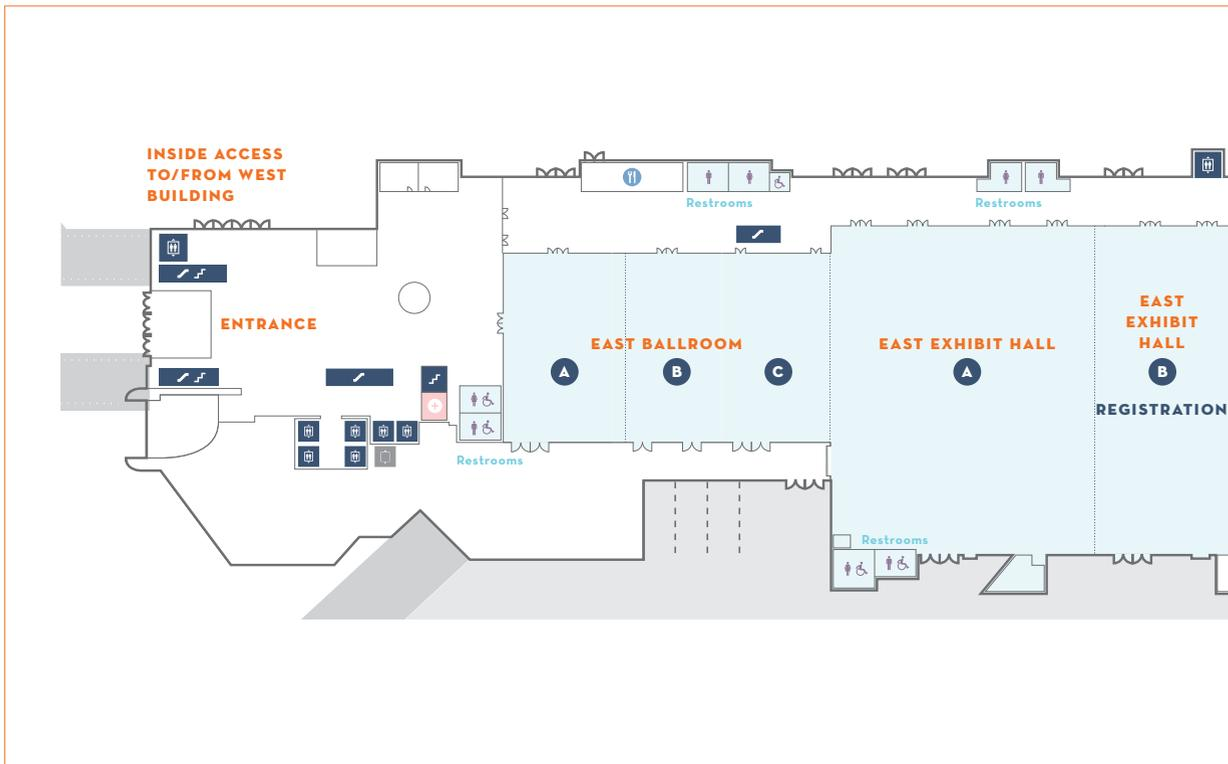 INSIDE ACCESS
TO/FROM WEST
BUILDING
Restrooms
Restrooms
ENTRANCE
EAST BALLROOM
A
B
C
EAST EXHIBIT HALL
A
EAST
EXHIBIT
HALL
B
REGISTRATION
Restrooms
Restrooms